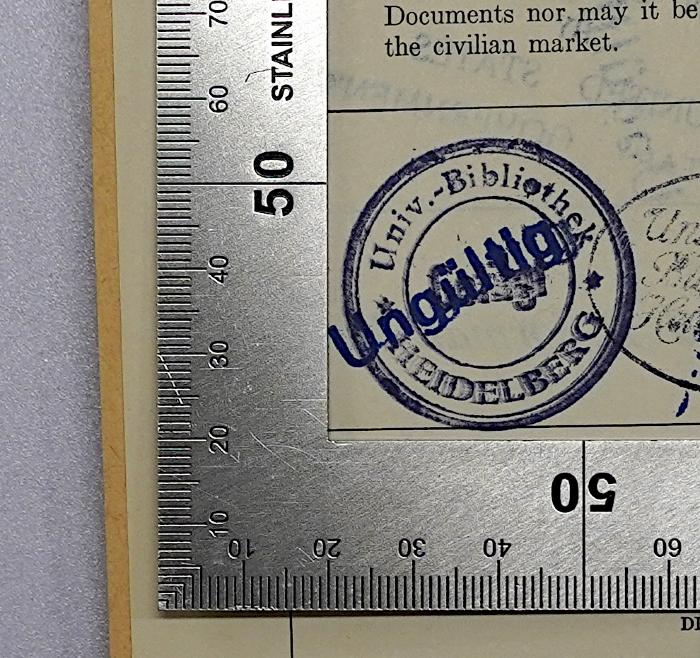 Documents nor may it be
the civilian market.
STAINL
70
60
50
40
30
20
10
Univ.-Bibliothek
Ungültig
HEIDELBERG
10
20
30
40
50
60